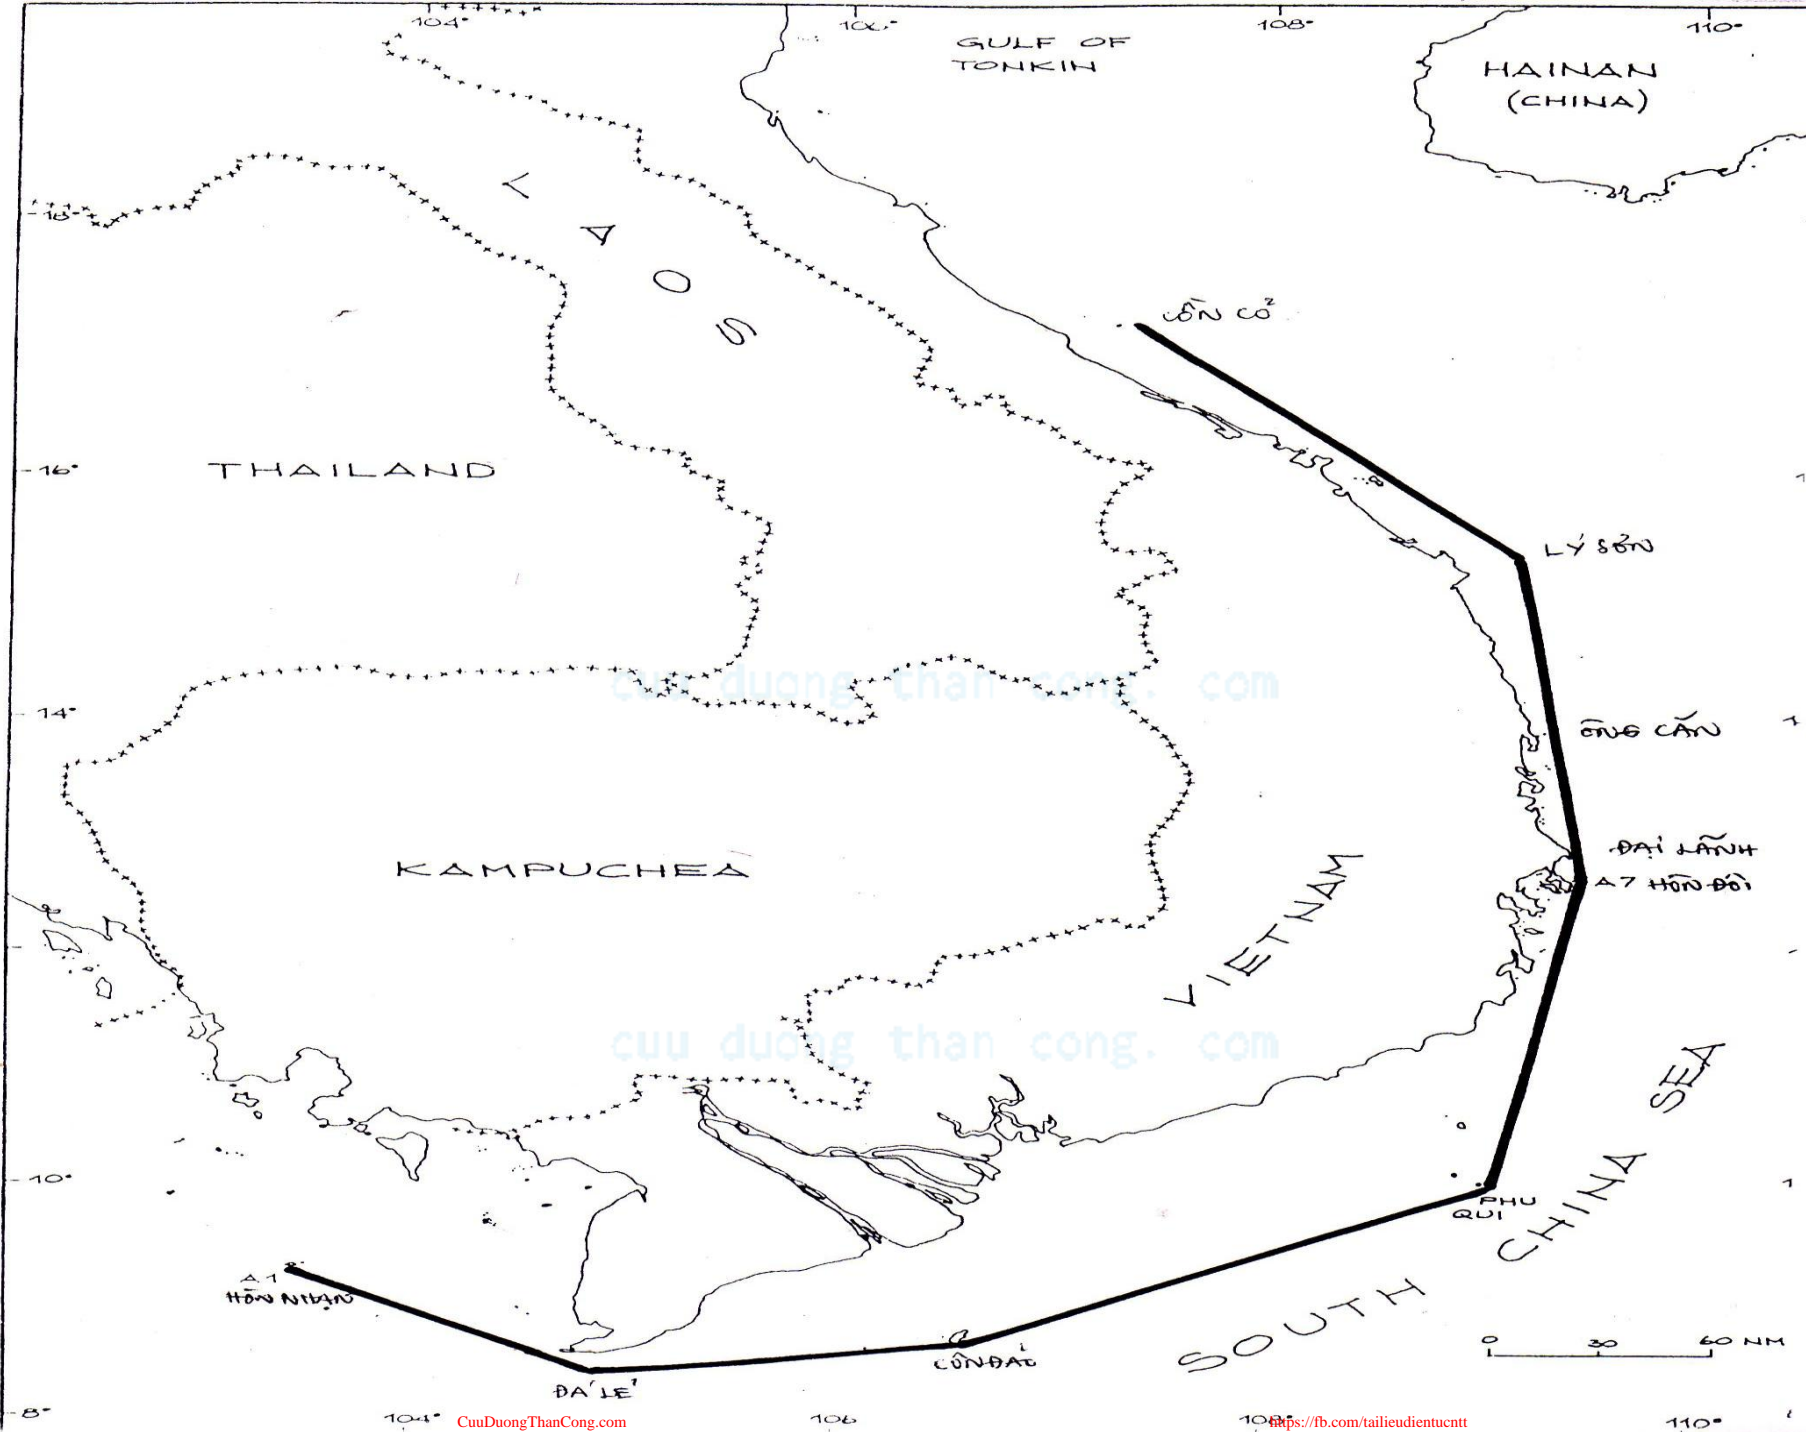 104°
106°
108°
110°
GULF OF
TONKIN
HAINAN
(CHINA)
LAOS
18°
CỒN CỎ
16°
THAILAND
LÝ SƠN
cuu duong than cong. com
14°
ÔNG CĂN
ĐẠI LÃNH
A7 HÒN ĐÔI
KAMPUCHEA
VIETNAM
cuu duong than cong. com
10°
PHU
QUI
SOUTH CHINA SEA
A1
HÒN NHẠN
0 30 60 NM
CÔN ĐẢO
ĐÁ LẺ
8°
104°
106
108°
110°
CuuDuongThanCong.com
https://fb.com/tailieudientucntt